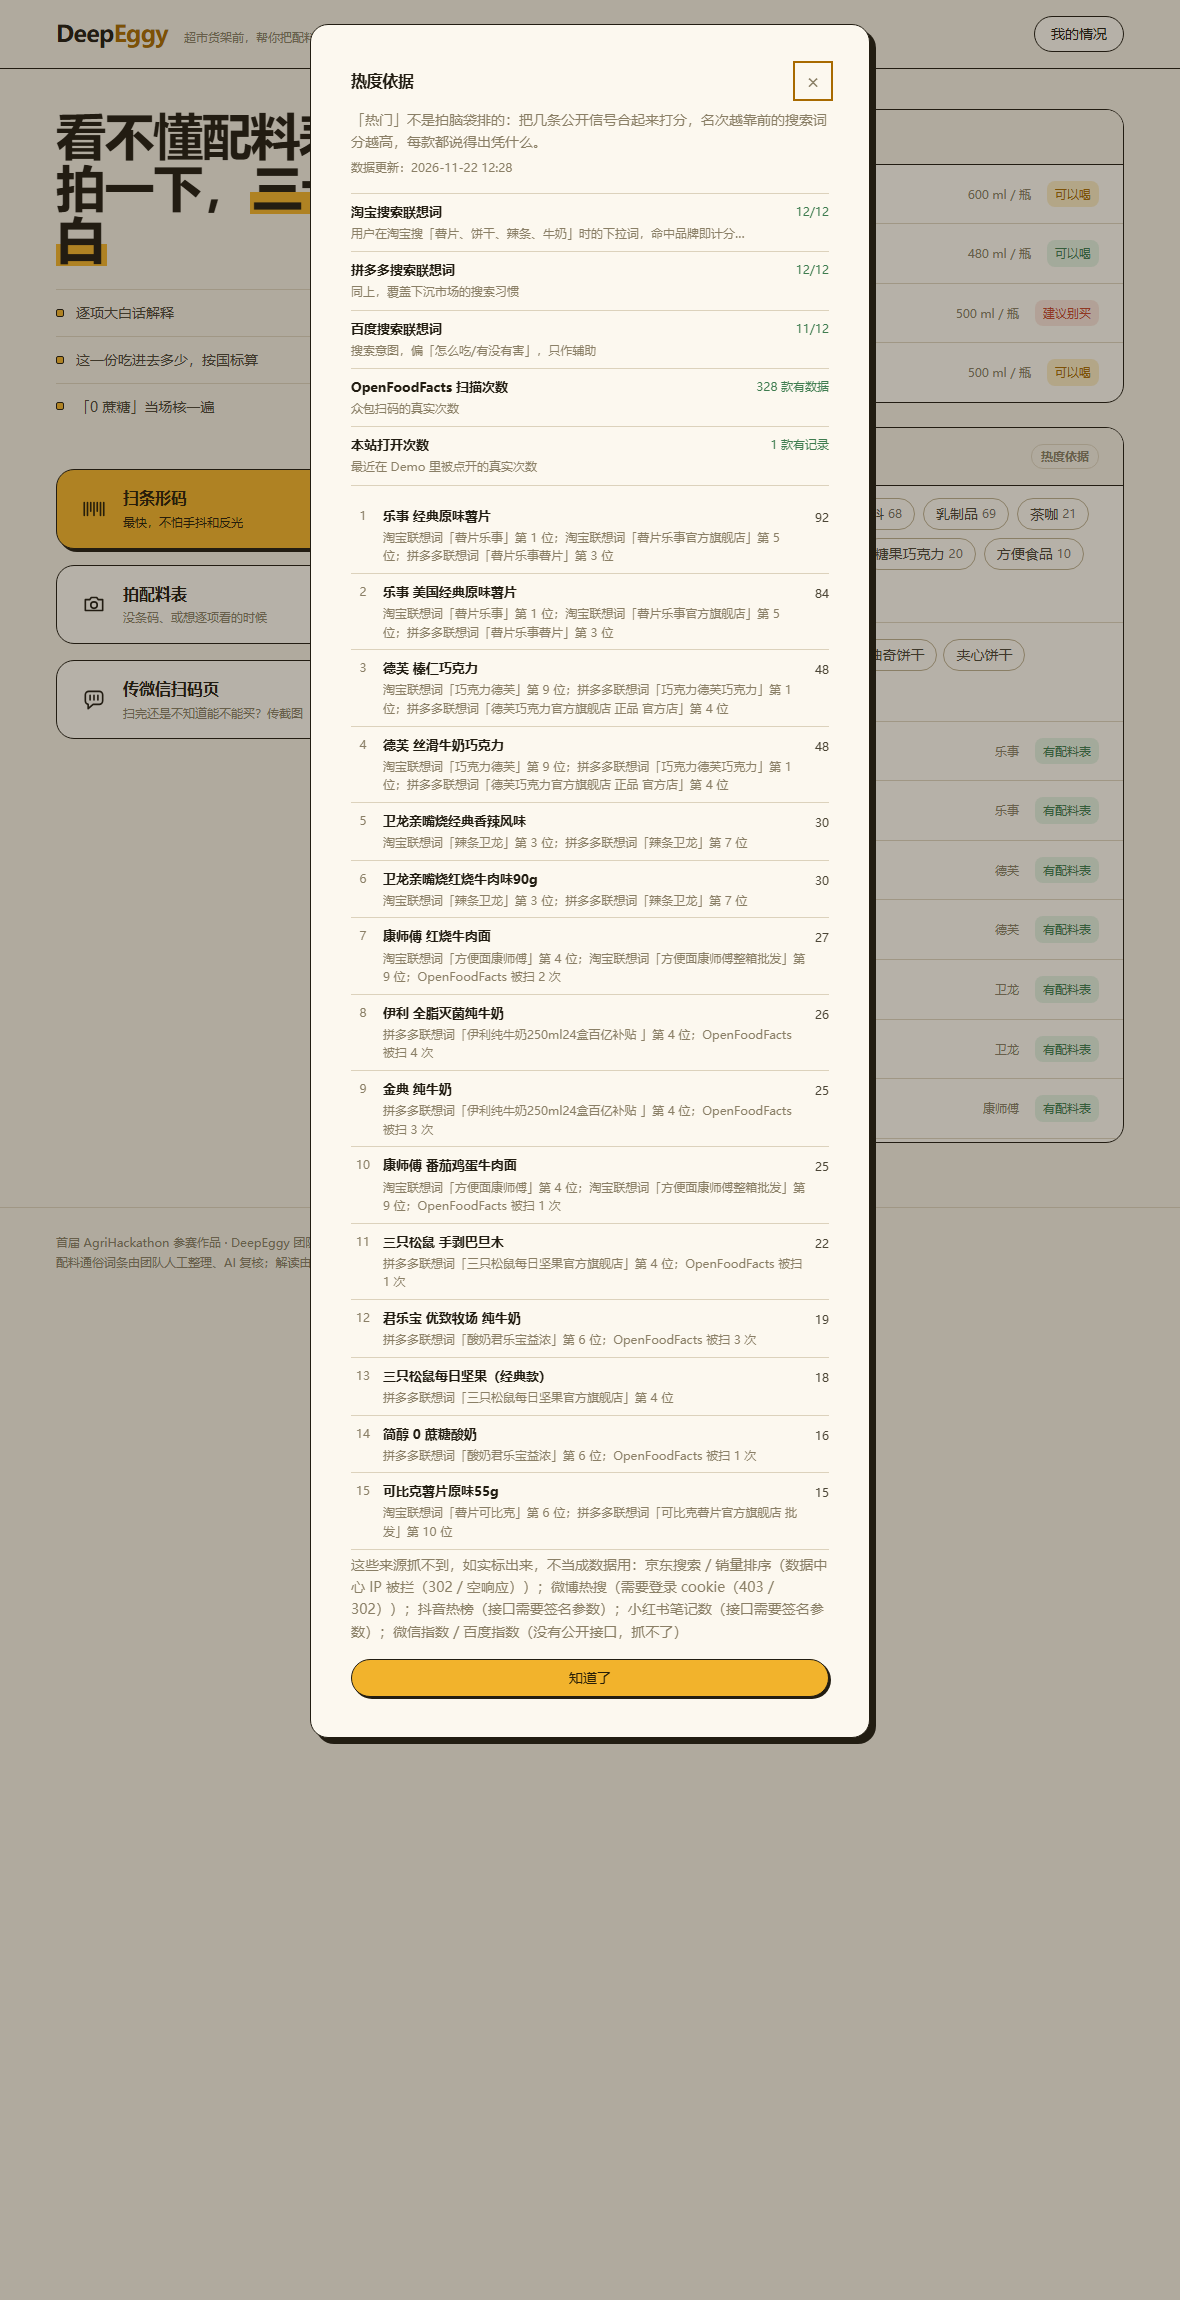 DeepEggy
超市货架前，帮你把配料
我的情况
看不懂配料
拍一下，三
白
逐项大白话解释
这一份吃进去多少，按国标算
「0 蔗糖」当场核一遍
扫条形码
最快，不怕手抖和反光
拍配料表
没条码、或想逐项看的时候
传微信扫码页
扫完还是不知道能不能买？传截图
首届 AgriHackathon 参赛作品 · DeepEggy 团
配料通俗词条由团队人工整理、AI 复核；解读由
热度依据
×
「热门」不是拍脑袋排的：把几条公开信号合起来打分，名次越靠前的搜索词
分越高，每款都说得出凭什么。
数据更新：2026-11-22 12:28
淘宝搜索联想词
12/12
用户在淘宝搜「薯片、饼干、辣条、牛奶」时的下拉词，命中品牌即计分…
拼多多搜索联想词
12/12
同上，覆盖下沉市场的搜索习惯
百度搜索联想词
11/12
搜索意图，偏「怎么吃/有没有害」，只作辅助
OpenFoodFacts 扫描次数
328 款有数据
众包扫码的真实次数
本站打开次数
1 款有记录
最近在 Demo 里被点开的真实次数
1
乐事 经典原味薯片
92
淘宝联想词「薯片乐事」第 1 位；淘宝联想词「薯片乐事官方旗舰店」第 5
位；拼多多联想词「薯片乐事薯片」第 3 位
2
乐事 美国经典原味薯片
84
淘宝联想词「薯片乐事」第 1 位；淘宝联想词「薯片乐事官方旗舰店」第 5
位；拼多多联想词「薯片乐事薯片」第 3 位
3
德芙 榛仁巧克力
48
淘宝联想词「巧克力德芙」第 9 位；拼多多联想词「巧克力德芙巧克力」第 1
位；拼多多联想词「德芙巧克力官方旗舰店 正品 官方店」第 4 位
4
德芙 丝滑牛奶巧克力
48
淘宝联想词「巧克力德芙」第 9 位；拼多多联想词「巧克力德芙巧克力」第 1
位；拼多多联想词「德芙巧克力官方旗舰店 正品 官方店」第 4 位
5
卫龙亲嘴烧经典香辣风味
30
淘宝联想词「辣条卫龙」第 3 位；拼多多联想词「辣条卫龙」第 7 位
6
卫龙亲嘴烧红烧牛肉味90g
30
淘宝联想词「辣条卫龙」第 3 位；拼多多联想词「辣条卫龙」第 7 位
7
康师傅 红烧牛肉面
27
淘宝联想词「方便面康师傅」第 4 位；淘宝联想词「方便面康师傅整箱批发」第
9 位；OpenFoodFacts 被扫 2 次
8
伊利 全脂灭菌纯牛奶
26
拼多多联想词「伊利纯牛奶250ml24盒百亿补贴 」第 4 位；OpenFoodFacts
被扫 4 次
9
金典 纯牛奶
25
拼多多联想词「伊利纯牛奶250ml24盒百亿补贴 」第 4 位；OpenFoodFacts
被扫 3 次
10
康师傅 番茄鸡蛋牛肉面
25
淘宝联想词「方便面康师傅」第 4 位；淘宝联想词「方便面康师傅整箱批发」第
9 位；OpenFoodFacts 被扫 1 次
11
三只松鼠 手剥巴旦木
22
拼多多联想词「三只松鼠每日坚果官方旗舰店」第 4 位；OpenFoodFacts 被扫
1 次
12
君乐宝 优致牧场 纯牛奶
19
拼多多联想词「酸奶君乐宝益浓」第 6 位；OpenFoodFacts 被扫 3 次
13
三只松鼠每日坚果（经典款）
18
拼多多联想词「三只松鼠每日坚果官方旗舰店」第 4 位
14
简醇 0 蔗糖酸奶
16
拼多多联想词「酸奶君乐宝益浓」第 6 位；OpenFoodFacts 被扫 1 次
15
可比克薯片原味55g
15
淘宝联想词「薯片可比克」第 6 位；拼多多联想词「可比克薯片官方旗舰店 批
发」第 10 位
这些来源抓不到，如实标出来，不当成数据用：京东搜索 / 销量排序（数据中
心 IP 被拦（302 / 空响应））；微博热搜（需要登录 cookie（403 /
302））；抖音热榜（接口需要签名参数）；小红书笔记数（接口需要签名参
数）；微信指数 / 百度指数（没有公开接口，抓不了）
知道了
600 ml / 瓶
可以喝
480 ml / 瓶
可以喝
500 ml / 瓶
建议别买
500 ml / 瓶
可以喝
热度依据
料 68
乳制品 69
茶咖 21
糖果巧克力 20
方便食品 10
曲奇饼干
夹心饼干
乐事
有配料表
乐事
有配料表
德芙
有配料表
德芙
有配料表
卫龙
有配料表
卫龙
有配料表
康师傅
有配料表